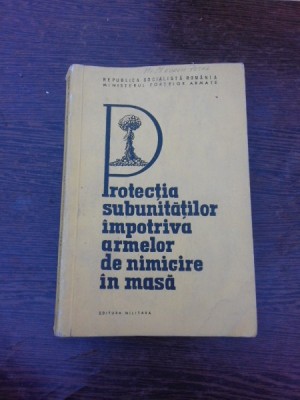 REPUBLICA SOCIALISTĂ ROMÂNIA
MINISTERUL FORȚELOR ARMATE
Protecția
subunităților
împotriva
armelor
de nimicire
în masă
EDITURA MILITARĂ